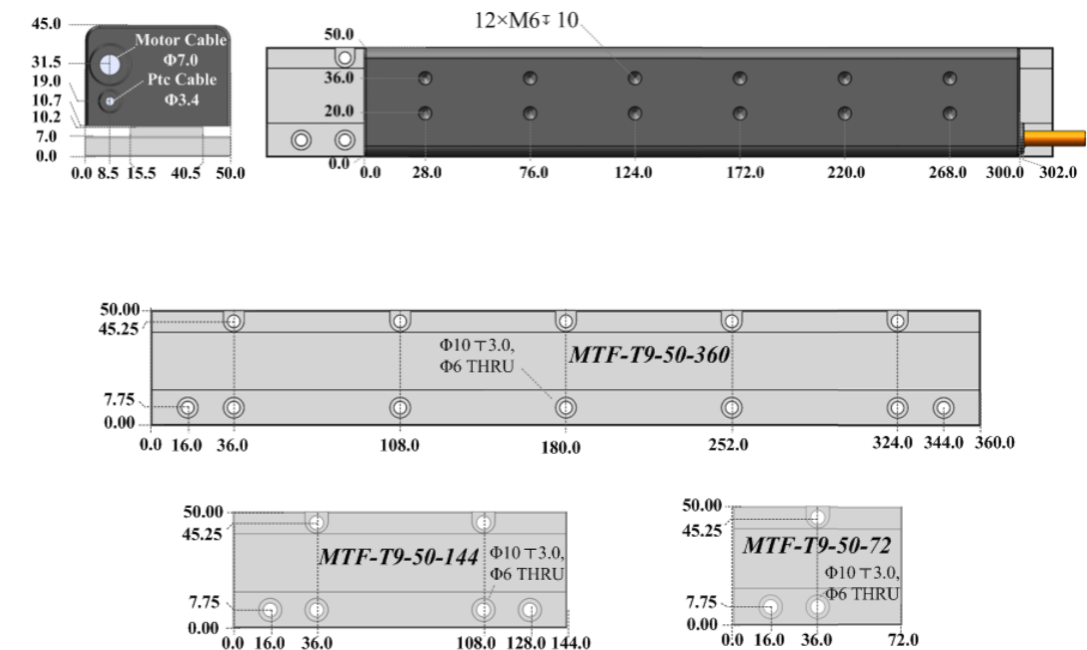 45.0
31.5
19.0
10.7
10.2
7.0
0.0
Motor Cable
Φ7.0
Ptc Cable
Φ3.4
0.0 8.5 15.5 40.5 50.0
12×M6↧ 10
50.0
36.0
20.0
0.0
0.0 28.0 76.0 124.0 172.0 220.0 268.0 300.0 302.0
50.00
45.25
7.75
0.00
Φ10⊤3.0,
Φ6 THRU
MTF-T9-50-360
0.0 16.0 36.0 108.0 180.0 252.0 324.0 344.0 360.0
50.00
45.25
7.75
0.00
MTF-T9-50-144
Φ10⊤3.0,
Φ6 THRU
0.0 16.0 36.0 108.0 128.0 144.0
50.00
45.25
7.75
0.00
MTF-T9-50-72
Φ10⊤3.0,
Φ6 THRU
0.0 16.0 36.0 72.0